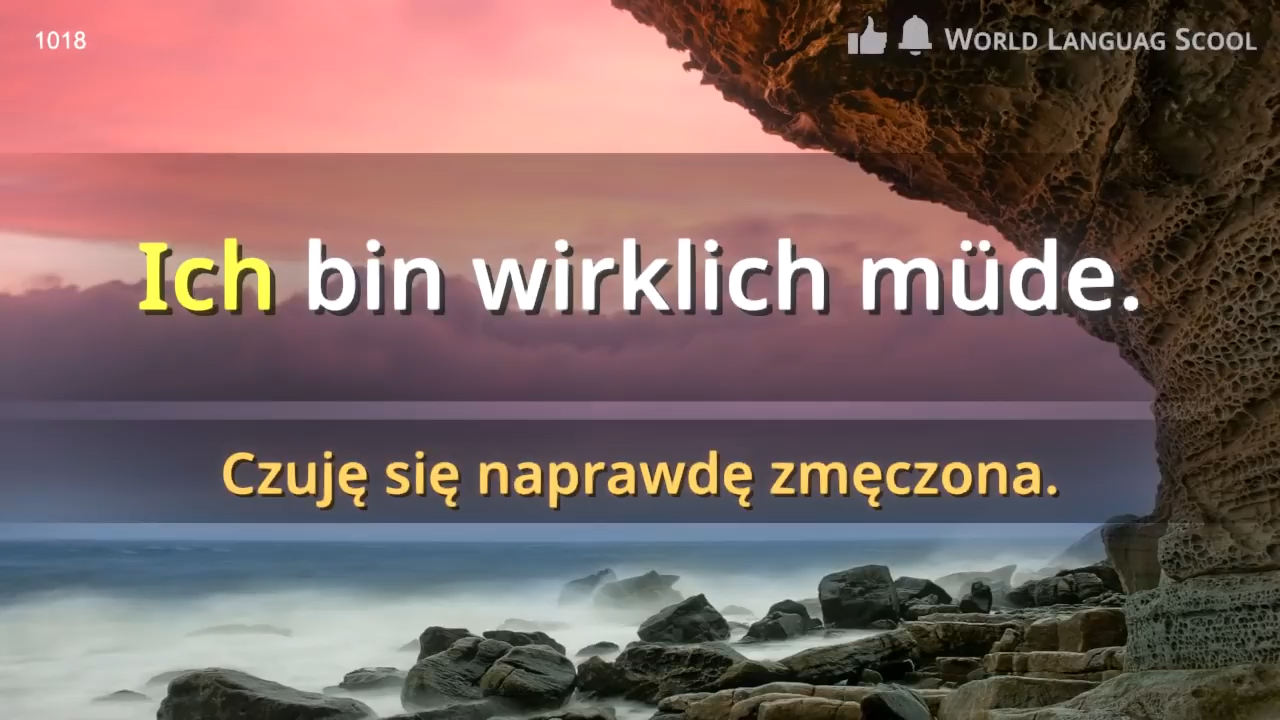 1018
World Languag Scool
Ich bin wirklich müde.
Czuję się naprawdę zmęczona.